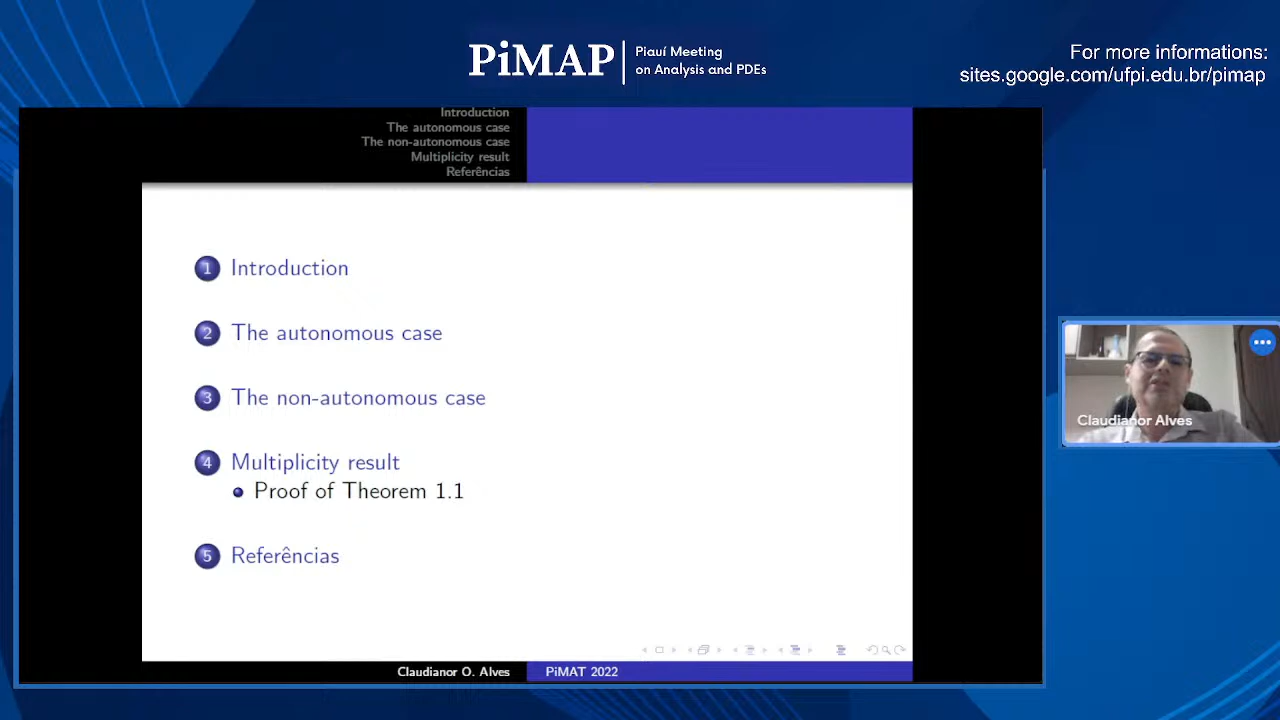 PiMAP
Piauí Meeting
on Analysis and PDEs
For more informations:
sites.google.com/ufpi.edu.br/pimap
Introduction
The autonomous case
The non-autonomous case
Multiplicity result
Referências
1 Introduction
2 The autonomous case
3 The non-autonomous case
4 Multiplicity result
Proof of Theorem 1.1
5 Referências
Claudianor O. Alves
PiMAT 2022
Claudianor Alves